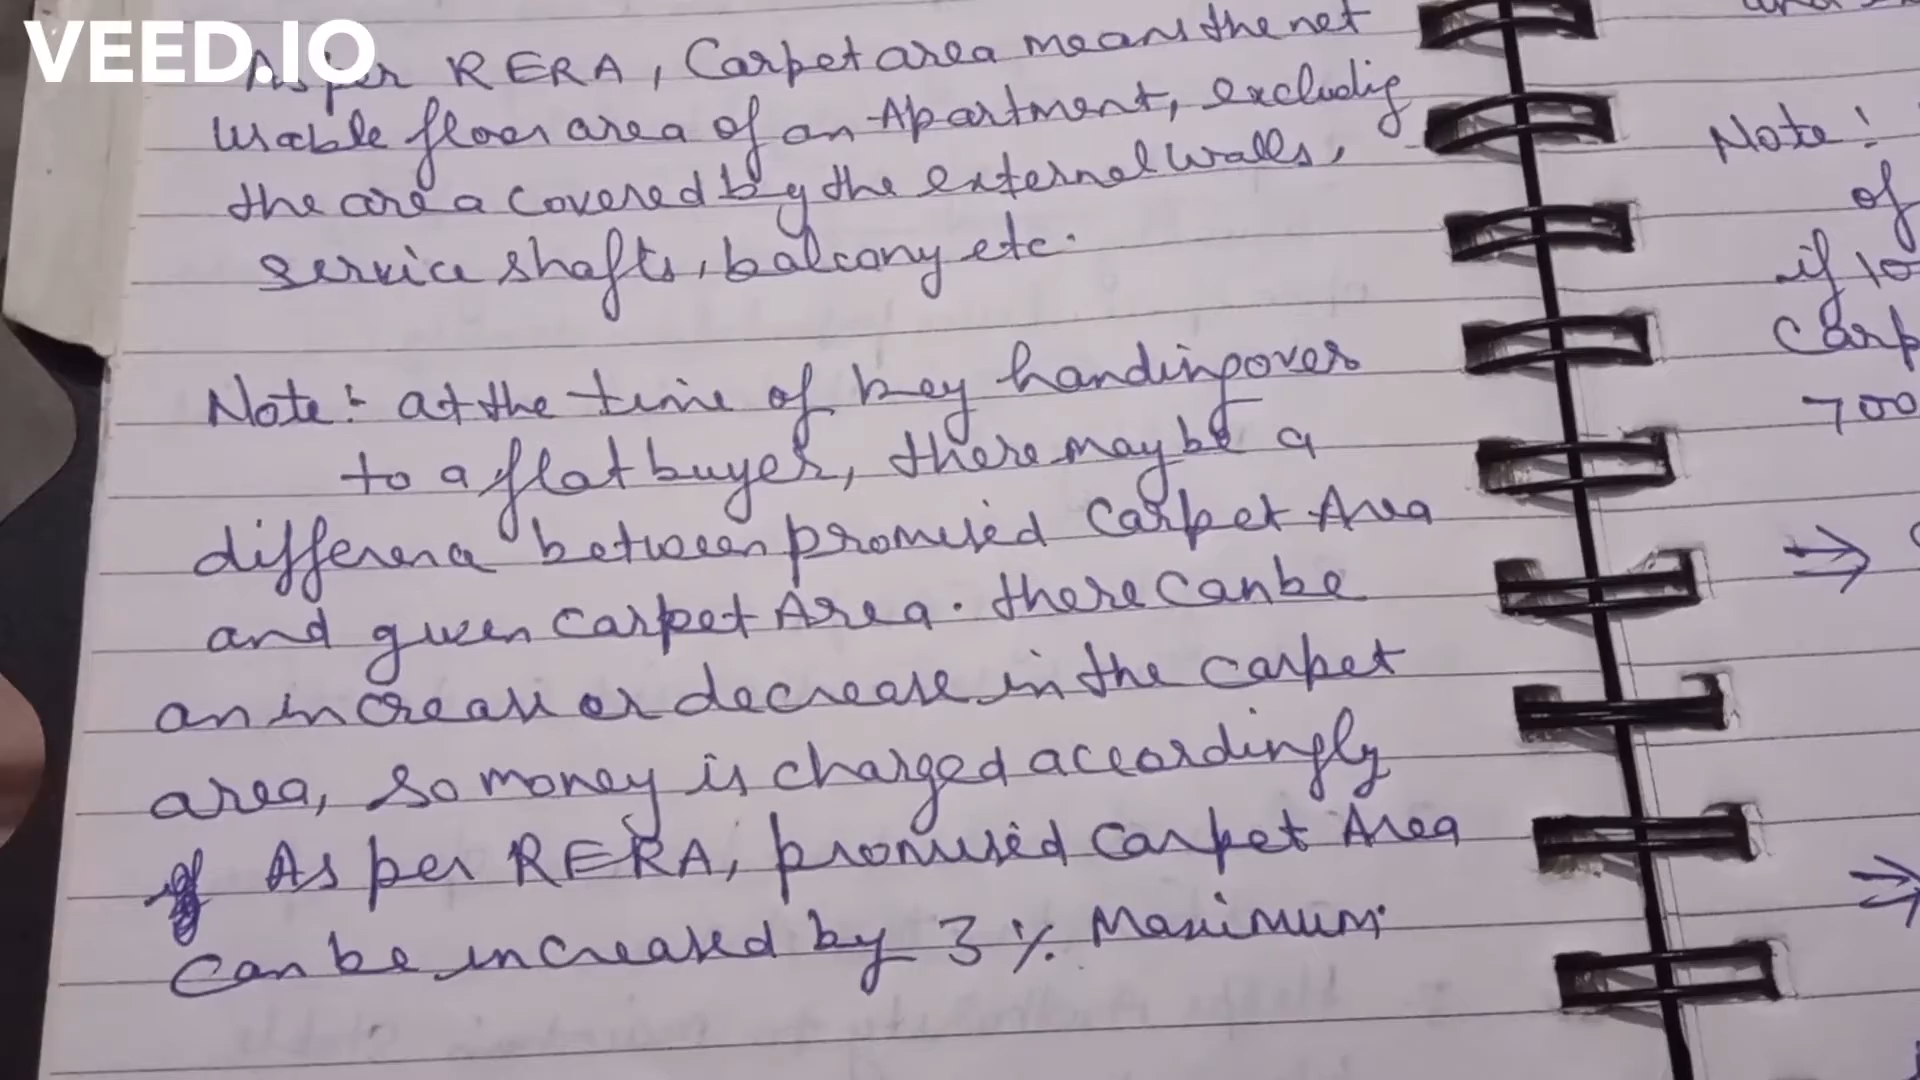 VEED.IO
As per RERA, Carpet area means the net
usable floor area of an Apartment, excluding
the area covered by the external walls,
service shafts, balcony etc.
Note:- at the time of key handingover
to a flat buyer, there may be a
difference between promised Carpet Area
and given Carpet Area. there can be
an increase or decrease in the carpet
area, so money is charged accordingly
As per RERA, promised Carpet Area
can be increased by 3% Maximum.
Note:
of
if 10
Carp
700